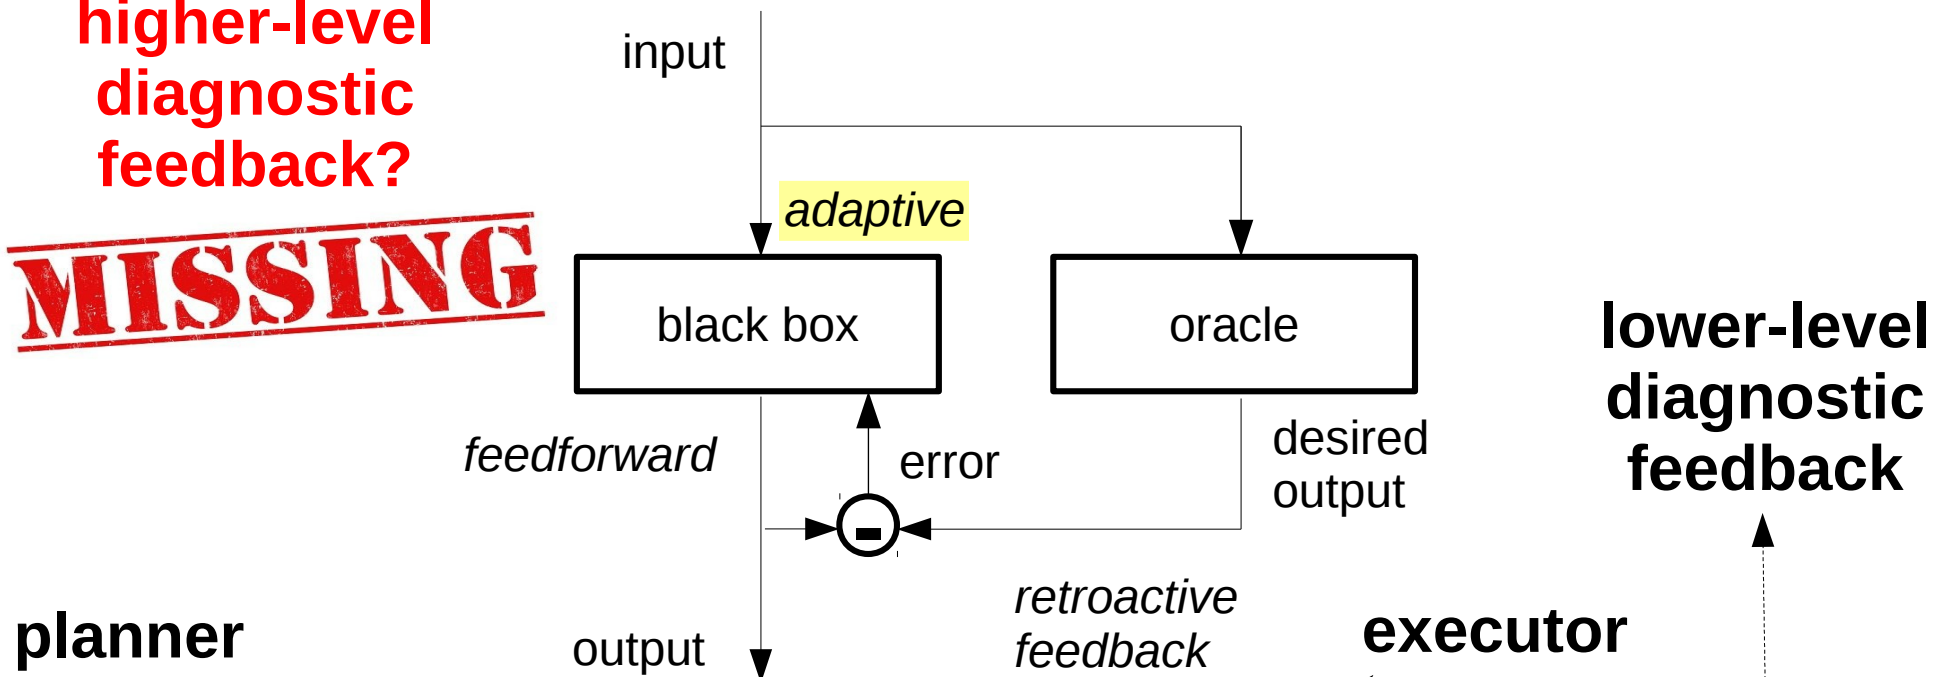 higher-level
diagnostic
feedback?
MISSING
input
adaptive
black box
oracle
lower-level
diagnostic
feedback
feedforward
error
desired
output
-
retroactive
feedback
planner
output
executor